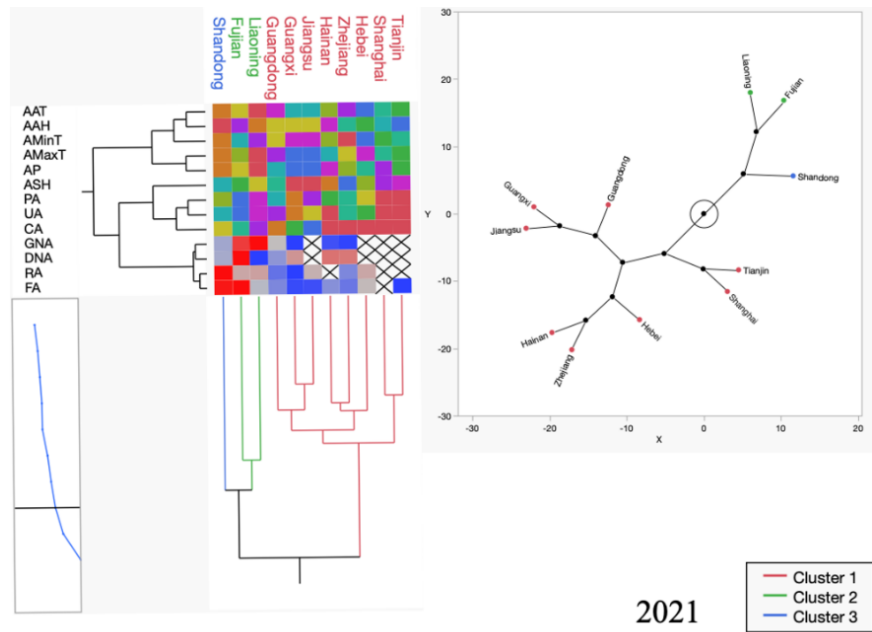 Shandong
Fujian
Liaoning
Guangdong
Guangxi
Jiangsu
Hainan
Zhejiang
Hebei
Shanghai
Tianjin
AAT
AAH
AMinT
AMaxT
AP
ASH
PA
UA
CA
GNA
DNA
RA
FA
30
20
10
0
-10
-20
-30
Y
-30
-20
-10
0
10
20
X
Liaoning
Fujian
Shandong
Guangdong
Guangxi
Jiangsu
Tianjin
Shanghai
Hebei
Hainan
Zhejiang
2021
Cluster 1
Cluster 2
Cluster 3